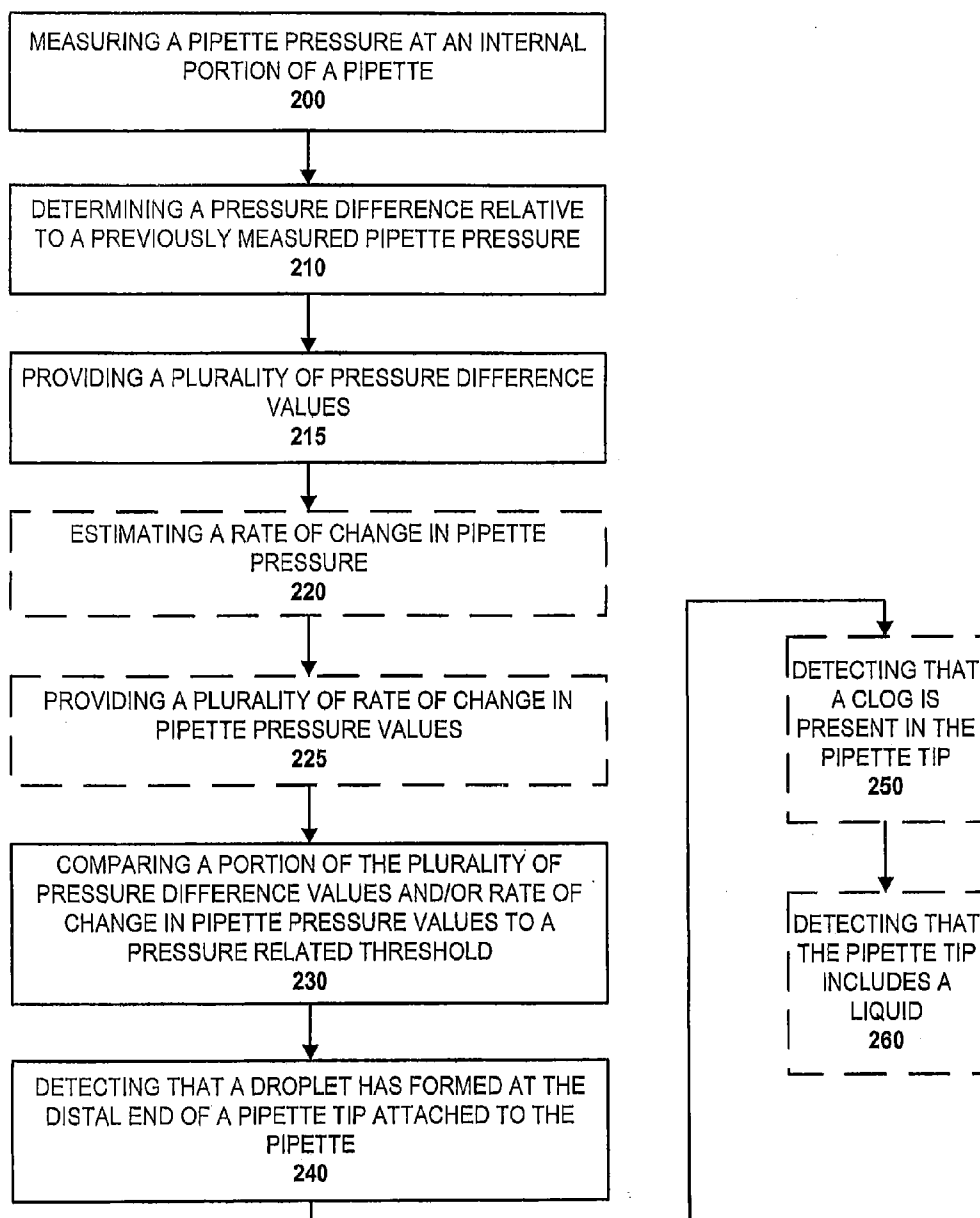 MEASURING A PIPETTE PRESSURE AT AN INTERNAL
PORTION OF A PIPETTE
200
DETERMINING A PRESSURE DIFFERENCE RELATIVE
TO A PREVIOUSLY MEASURED PIPETTE PRESSURE
210
PROVIDING A PLURALITY OF PRESSURE DIFFERENCE
VALUES
215
ESTIMATING A RATE OF CHANGE IN PIPETTE
PRESSURE
220
PROVIDING A PLURALITY OF RATE OF CHANGE IN
PIPETTE PRESSURE VALUES
225
COMPARING A PORTION OF THE PLURALITY OF
PRESSURE DIFFERENCE VALUES AND/OR RATE OF
CHANGE IN PIPETTE PRESSURE VALUES TO A
PRESSURE RELATED THRESHOLD
230
DETECTING THAT A DROPLET HAS FORMED AT THE
DISTAL END OF A PIPETTE TIP ATTACHED TO THE
PIPETTE
240
DETECTING THAT
A CLOG IS
PRESENT IN THE
PIPETTE TIP
250
DETECTING THAT
THE PIPETTE TIP
INCLUDES A
LIQUID
260